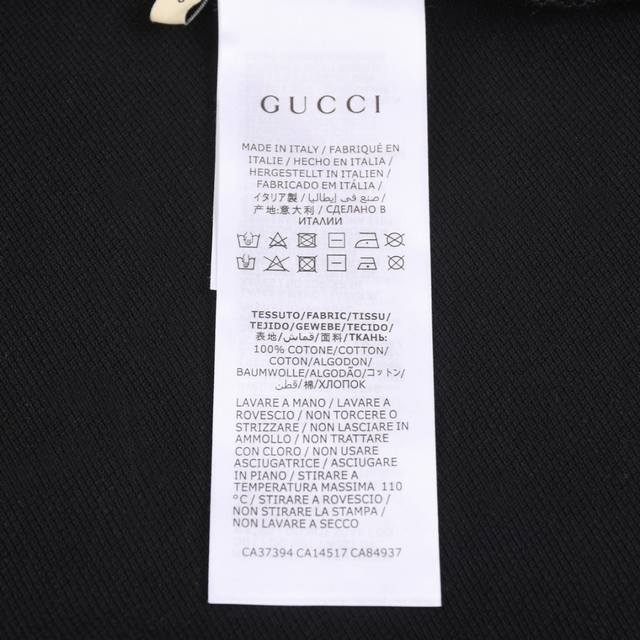 GUCCI
MADE IN ITALY / FABRIQUÉ EN
ITALIE / HECHO EN ITALIA /
HERGESTELLT IN ITALIEN /
FABRICADO EM ITÁLIA /
イタリア製 / صنع في إيطاليا /
产地:意大利 / СДЕЛАНО В
ИТАЛИИ
TESSUTO/FABRIC/TISSU/
TEJIDO/GEWEBE/TECIDO/
表地/قماش/面料/ТКАНЬ:
100% COTONE/COTTON/
COTON/ALGODON/
BAUMWOLLE/ALGODÃO/コットン/
قطن/棉/ХЛОПОК
LAVARE A MANO / LAVARE A
ROVESCIO / NON TORCERE O
STRIZZARE / NON LASCIARE IN
AMMOLLO / NON TRATTARE
CON CLORO / NON USARE
ASCIUGATRICE / ASCIUGARE
IN PIANO / STIRARE A
TEMPERATURA MASSIMA 110
°C / STIRARE A ROVESCIO /
NON STIRARE LA STAMPA /
NON LAVARE A SECCO
CA37394 CA14517 CA84937